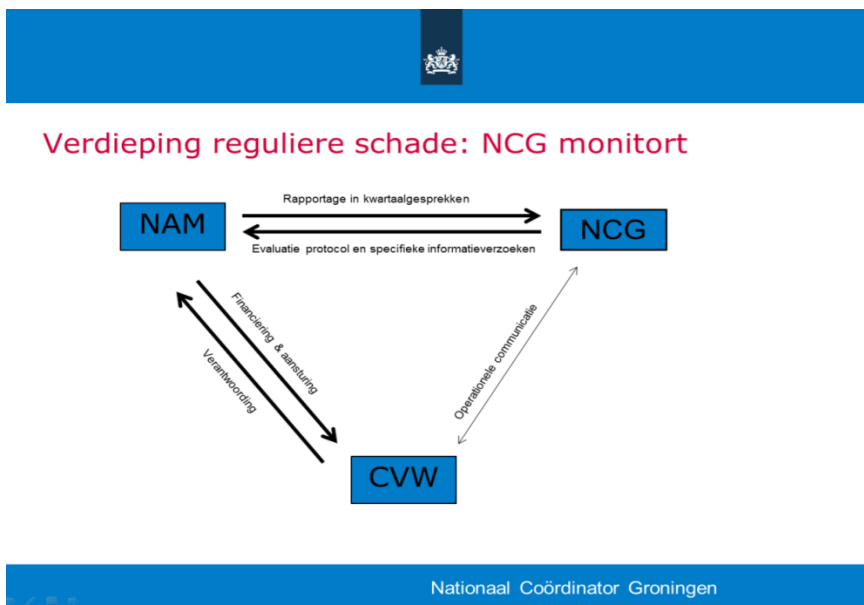 Verdieping reguliere schade: NCG monitort
Rapportage in kwartaalgesprekken
NAM
NCG
Evaluatie protocol en specifieke informatieverzoeken
Financiering & aansturing
Verantwoording
Operationele communicatie
CVW
Nationaal Coördinator Groningen